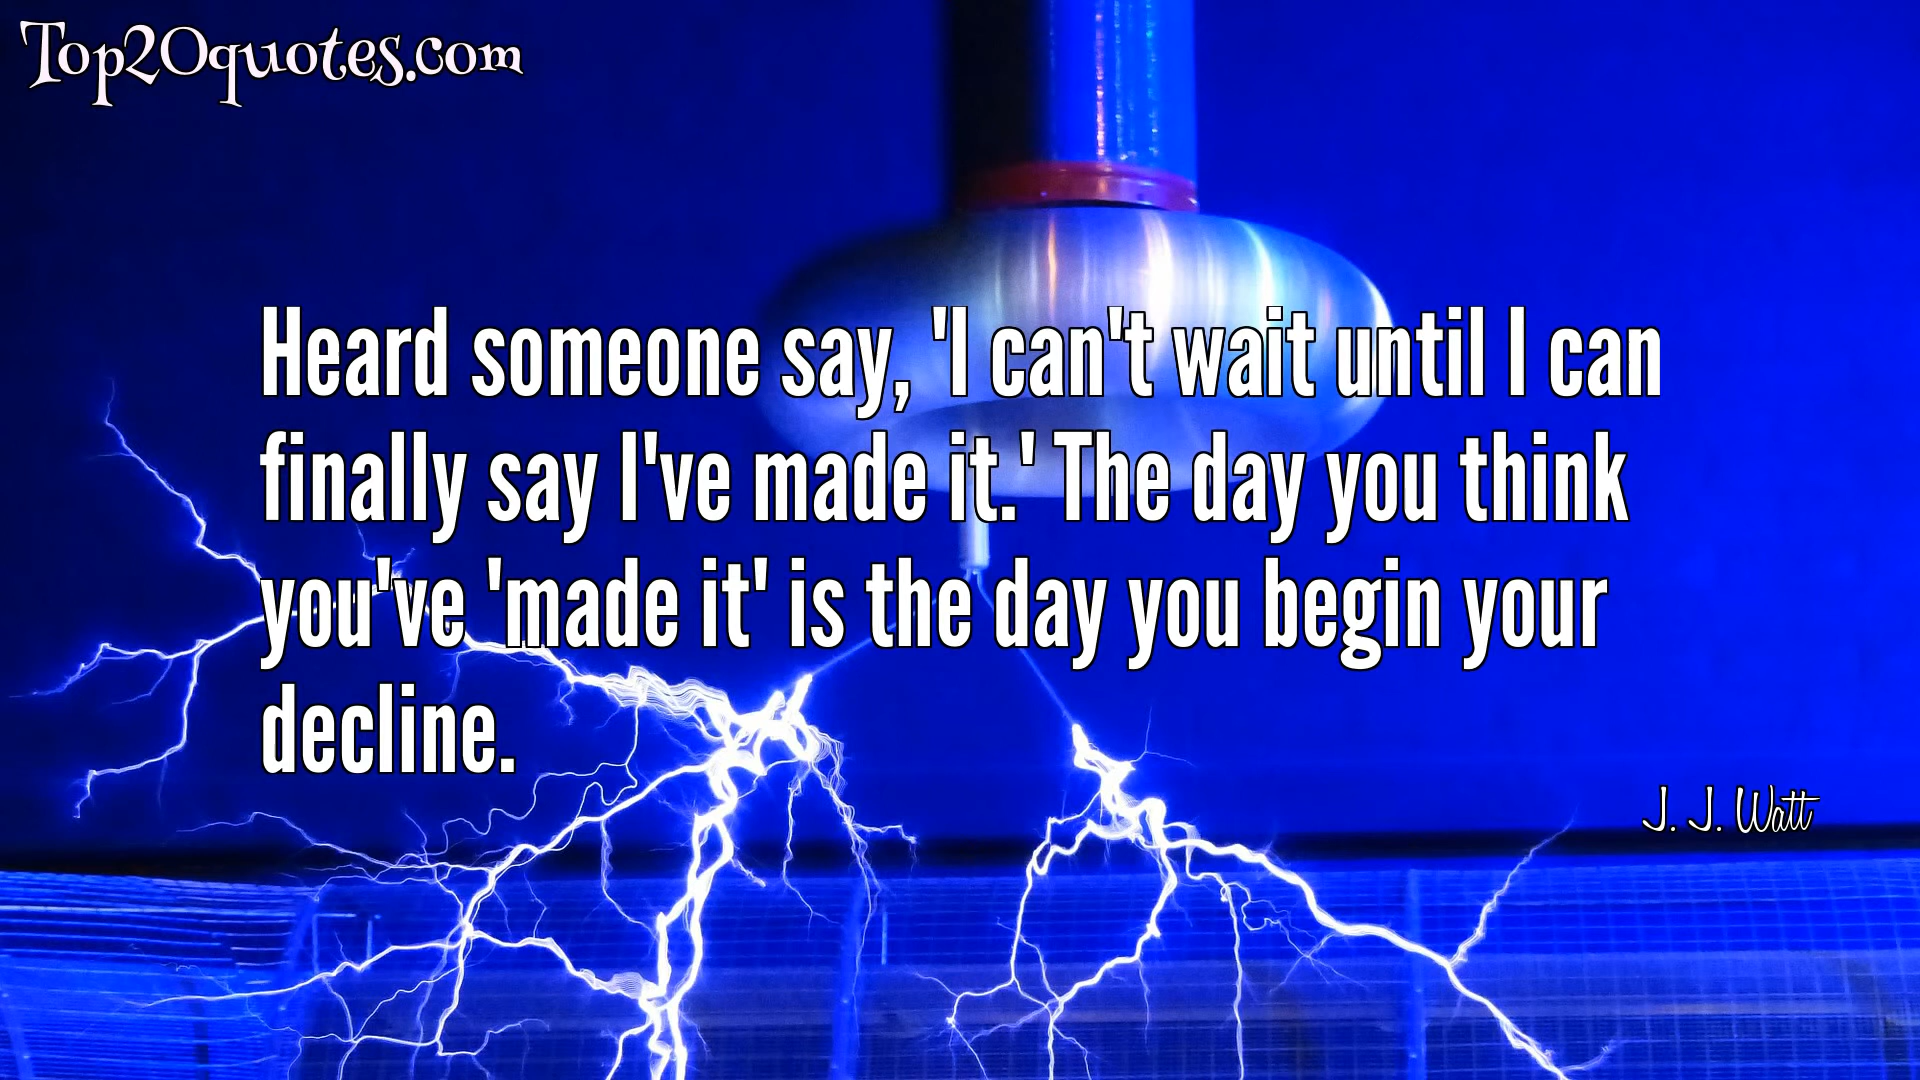 Top20quotes.com
Heard someone say, 'I can't wait until I can
finally say I've made it.' The day you think
you've 'made it' is the day you begin your
decline.
J. J. Watt